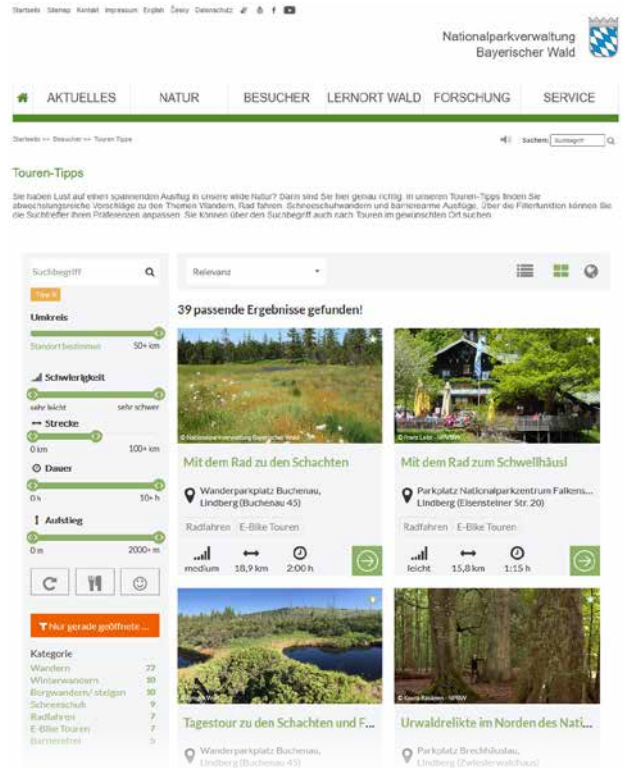 Startseite Sitemap Kontakt Impressum English Česky Datenschutz
Nationalparkverwaltung
Bayerischer Wald
AKTUELLES NATUR BESUCHER LERNORT WALD FORSCHUNG SERVICE
Startseite >> Besucher >> Touren-Tipps
Suchen: Suchbegriff
Touren-Tipps
Sie haben Lust auf einen spannenden Ausflug in unsere wilde Natur? Dann sind Sie hier genau richtig. In unseren Touren-Tipps finden Sie
abwechslungsreiche Vorschläge zu den Themen Wandern, Rad fahren, Schneeschuhwandern und barrierearme Ausflüge. Über die Filterfunktion können Sie
die Suchtreffer Ihren Präferenzen anpassen. Sie können über den Suchbegriff auch nach Touren im gewünschten Ort suchen.
Suchbegriff
Relevanz
39 passende Ergebnisse gefunden!
Umkreis
Standort bestimmen 50+ km
Schwierigkeit
sehr leicht sehr schwer
Strecke
0 km 100+ km
Dauer
0 h 10+ h
Aufstieg
0 m 2000+ m
Nur gerade geöffnete ...
Kategorie
Wandern 22
Winterwandern 10
Bergwandern/ steigen 10
Schneeschuh 9
Radfahren 7
E-Bike Touren 7
Barrierefrei 5
© Nationalparkverwaltung Bayerischer Wald
Mit dem Rad zu den Schachten
Wanderparkplatz Buchenau,
Lindberg (Buchenau 45)
Radfahren E-Bike Touren
medium 18,9 km 2:00 h
Mit dem Rad zum Schwellhäusl
Parkplatz Nationalparkzentrum Falkens...
Lindberg (Eisensteiner Str. 20)
Radfahren E-Bike Touren
leicht 15,8 km 1:15 h
Tagestour zu den Schachten und F...
Wanderparkplatz Buchenau,
Lindberg (Buchenau 45)
Urwaldrelikte im Norden des Nati...
Parkplatz Brechhäuslau,
Lindberg (Zwieslerwaldhaus)